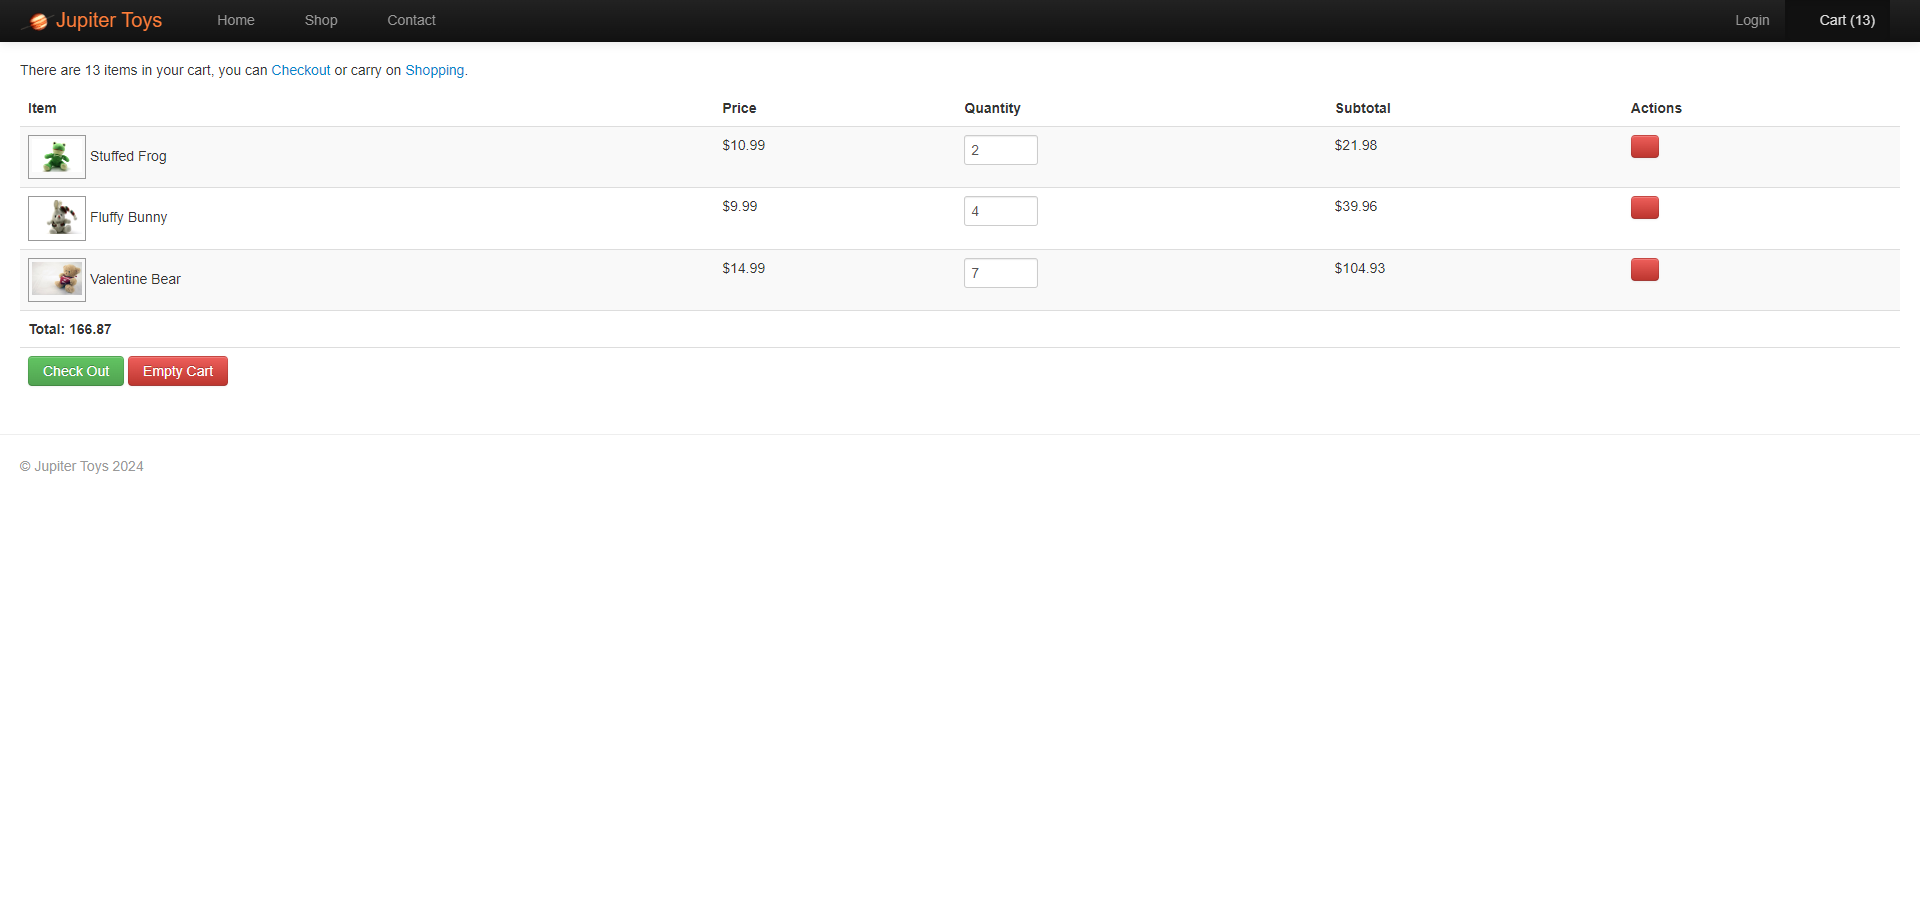 Jupiter Toys Home Shop Contact Login Cart (13)
There are 13 items in your cart, you can Checkout or carry on Shopping.
Item Price Quantity Subtotal Actions
Stuffed Frog $10.99 2 $21.98
Fluffy Bunny $9.99 4 $39.96
Valentine Bear $14.99 7 $104.93
Total: 166.87
Check Out Empty Cart
© Jupiter Toys 2024